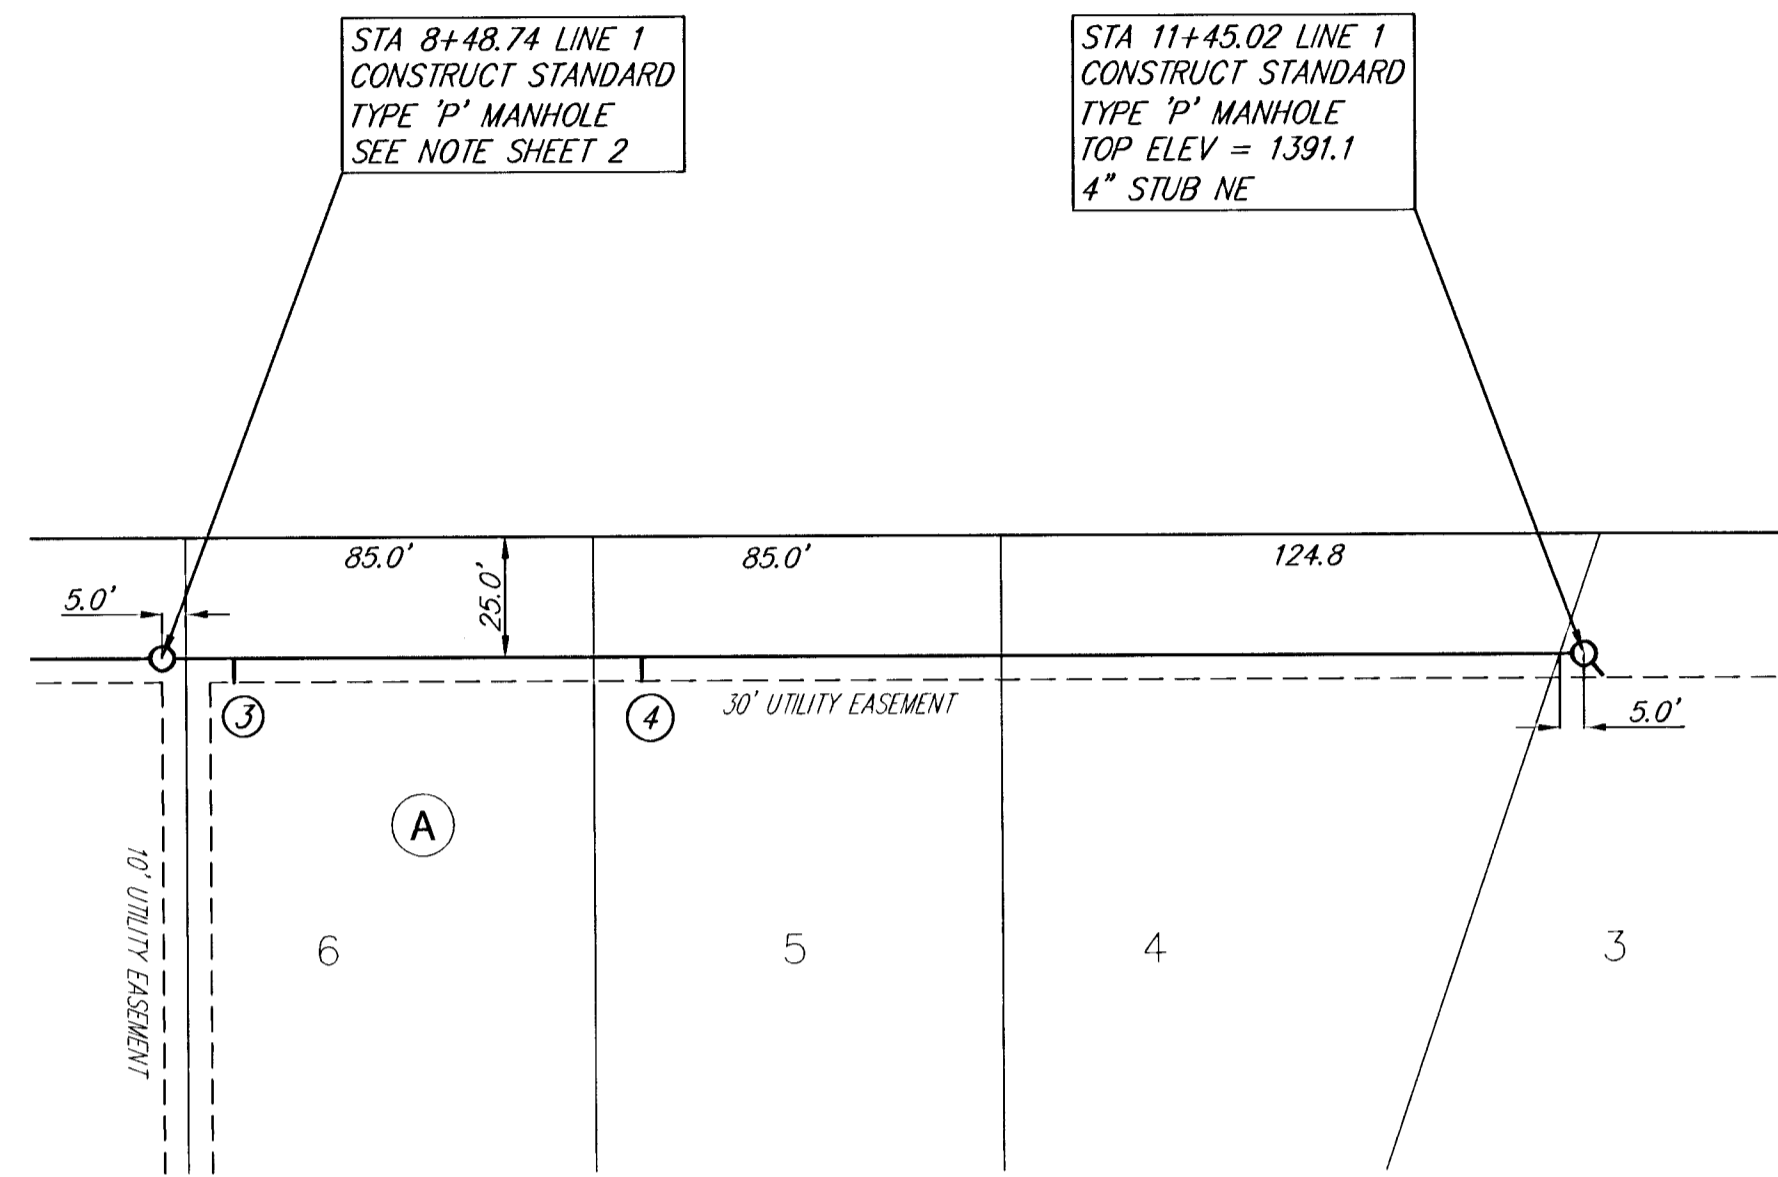 STA 8+48.74 LINE 1
CONSTRUCT STANDARD
TYPE 'P' MANHOLE
SEE NOTE SHEET 2
STA 11+45.02 LINE 1
CONSTRUCT STANDARD
TYPE 'P' MANHOLE
TOP ELEV = 1391.1
4" STUB NE
85.0'
85.0'
124.8
5.0'
25.0'
3
4
30' UTILITY EASEMENT
5.0'
A
10' UTILITY EASEMENT
6
5
4
3